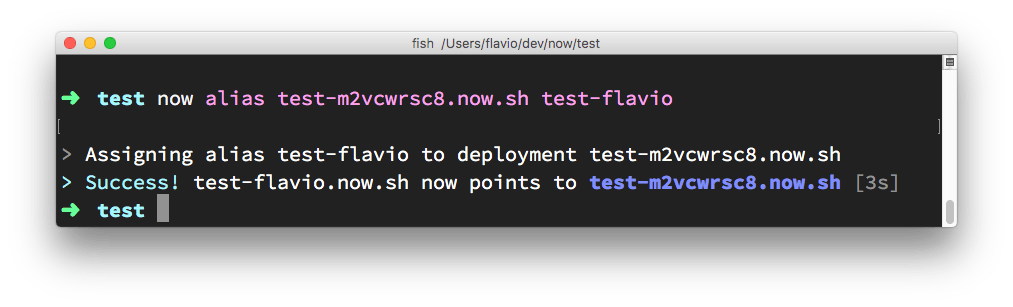 fish /Users/flavio/dev/now/test
➜ test now alias test-m2vcwrsc8.now.sh test-flavio
> Assigning alias test-flavio to deployment test-m2vcwrsc8.now.sh
> Success! test-flavio.now.sh now points to test-m2vcwrsc8.now.sh [3s]
➜ test